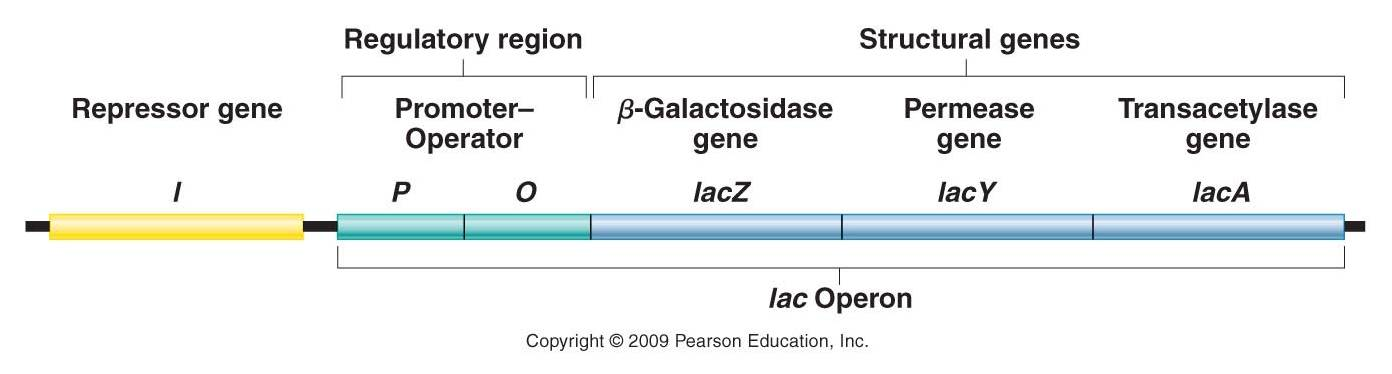 Regulatory region
Structural genes
Repressor gene
Promoter–
Operator
β-Galactosidase
gene
Permease
gene
Transacetylase
gene
I
P
O
lacZ
lacY
lacA
lac Operon
Copyright © 2009 Pearson Education, Inc.